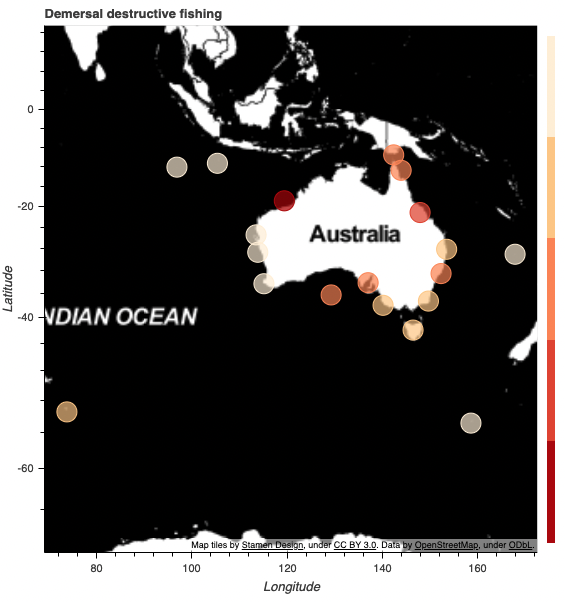 Demersal destructive fishing
0
-20
-40
-60
Latitude
Australia
NDIAN OCEAN
Map tiles by Stamen Design, under CC BY 3.0. Data by OpenStreetMap, under ODbL.
80 100 120 140 160
Longitude